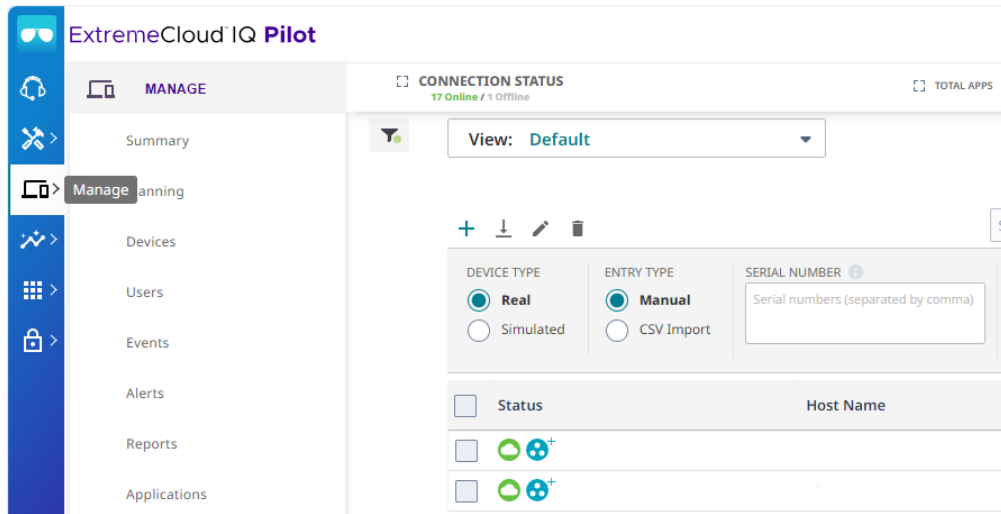 ExtremeCloud™ IQ Pilot
MANAGE
CONNECTION STATUS
17 Online / 1 Offline
TOTAL APPS
Summary
View: Default
Manage
anning
Devices
DEVICE TYPE
ENTRY TYPE
SERIAL NUMBER
Real
Manual
Serial numbers (separated by comma)
Simulated
CSV Import
Users
Events
Alerts
Reports
Applications
Status
Host Name